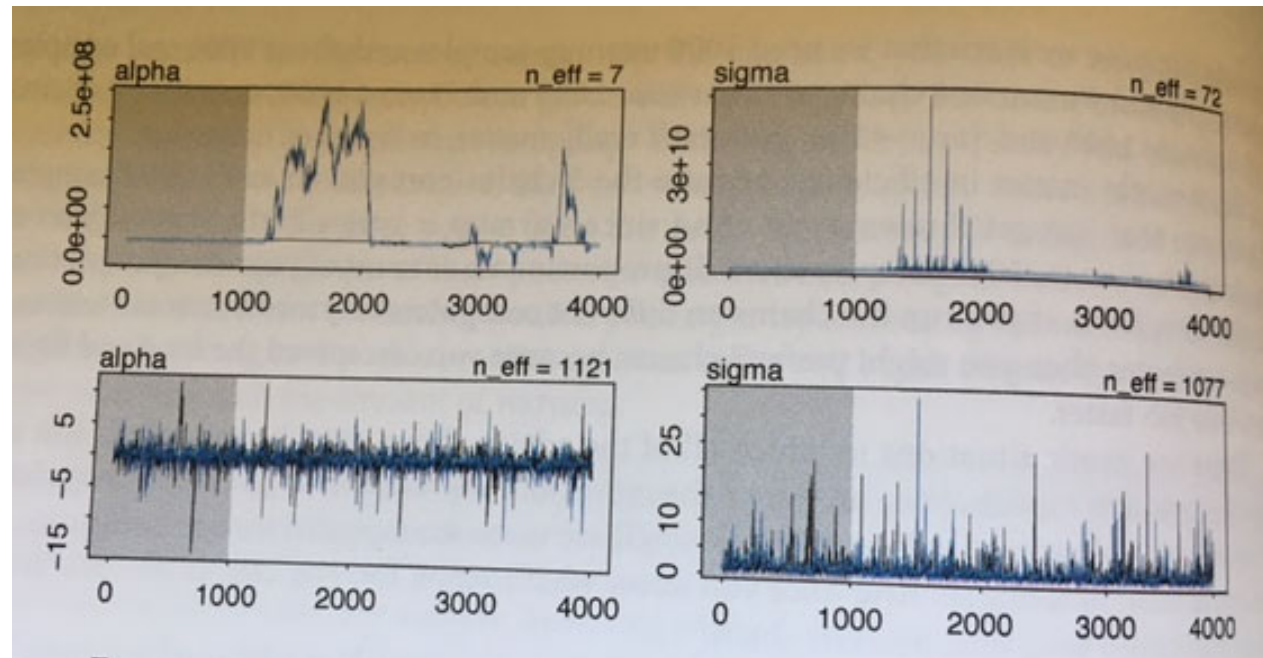 alpha n_eff = 7
2.5e+08
0.0e+00
0 1000 2000 3000 4000
sigma n_eff = 72
3e+10
0e+00
0 1000 2000 3000 4000
alpha n_eff = 1121
5
−5
−15
0 1000 2000 3000 4000
sigma n_eff = 1077
25
10
0
0 1000 2000 3000 4000